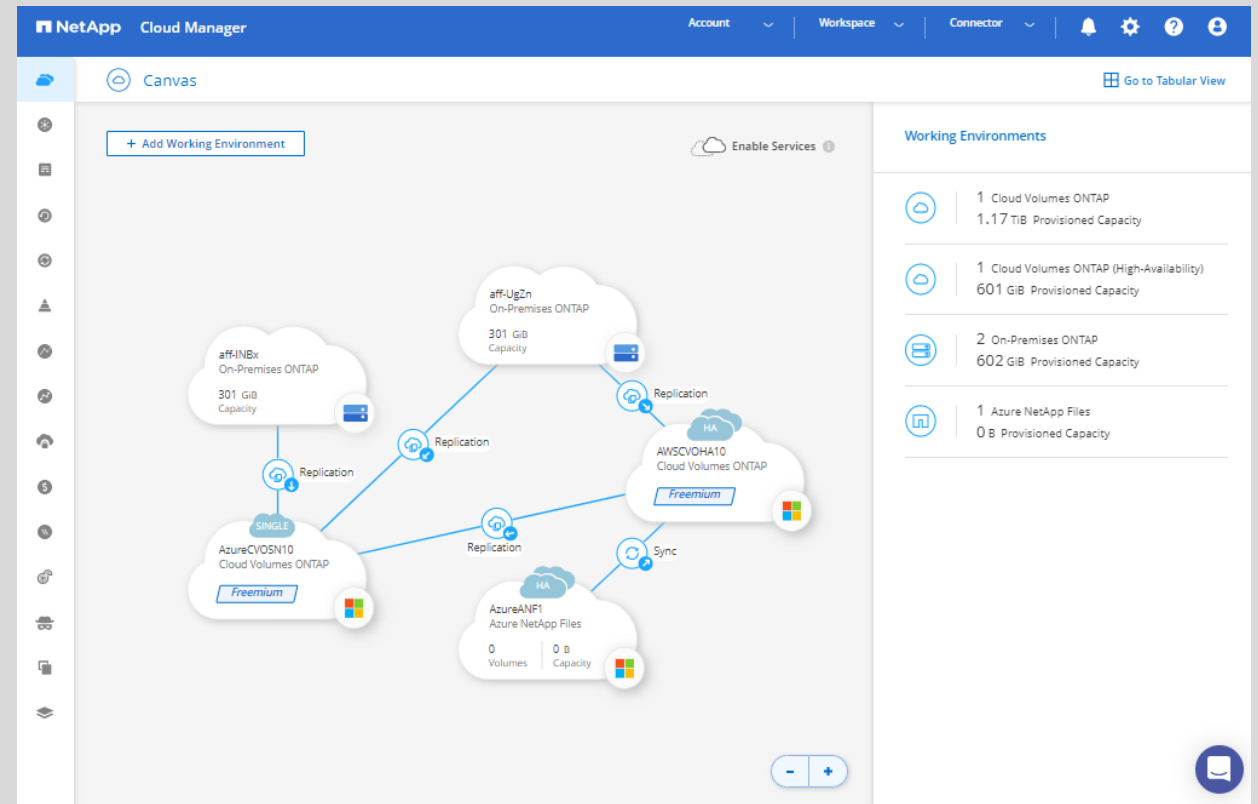 NetApp Cloud Manager
Account
Workspace
Connector
Canvas
Go to Tabular View
+ Add Working Environment
Enable Services
Working Environments
1 Cloud Volumes ONTAP
1.17 TiB Provisioned Capacity
1 Cloud Volumes ONTAP (High-Availability)
601 GiB Provisioned Capacity
2 On-Premises ONTAP
602 GiB Provisioned Capacity
1 Azure NetApp Files
0 B Provisioned Capacity
aff-UgZn
On-Premises ONTAP
301 GiB
Capacity
aff-INBx
On-Premises ONTAP
301 GiB
Capacity
Replication
Replication
Replication
HA
AWSCVOHA10
Cloud Volumes ONTAP
Freemium
SINGLE
AzureCVOSN10
Cloud Volumes ONTAP
Freemium
Replication
Sync
HA
AzureANF1
Azure NetApp Files
0
Volumes
0 B
Capacity
- +